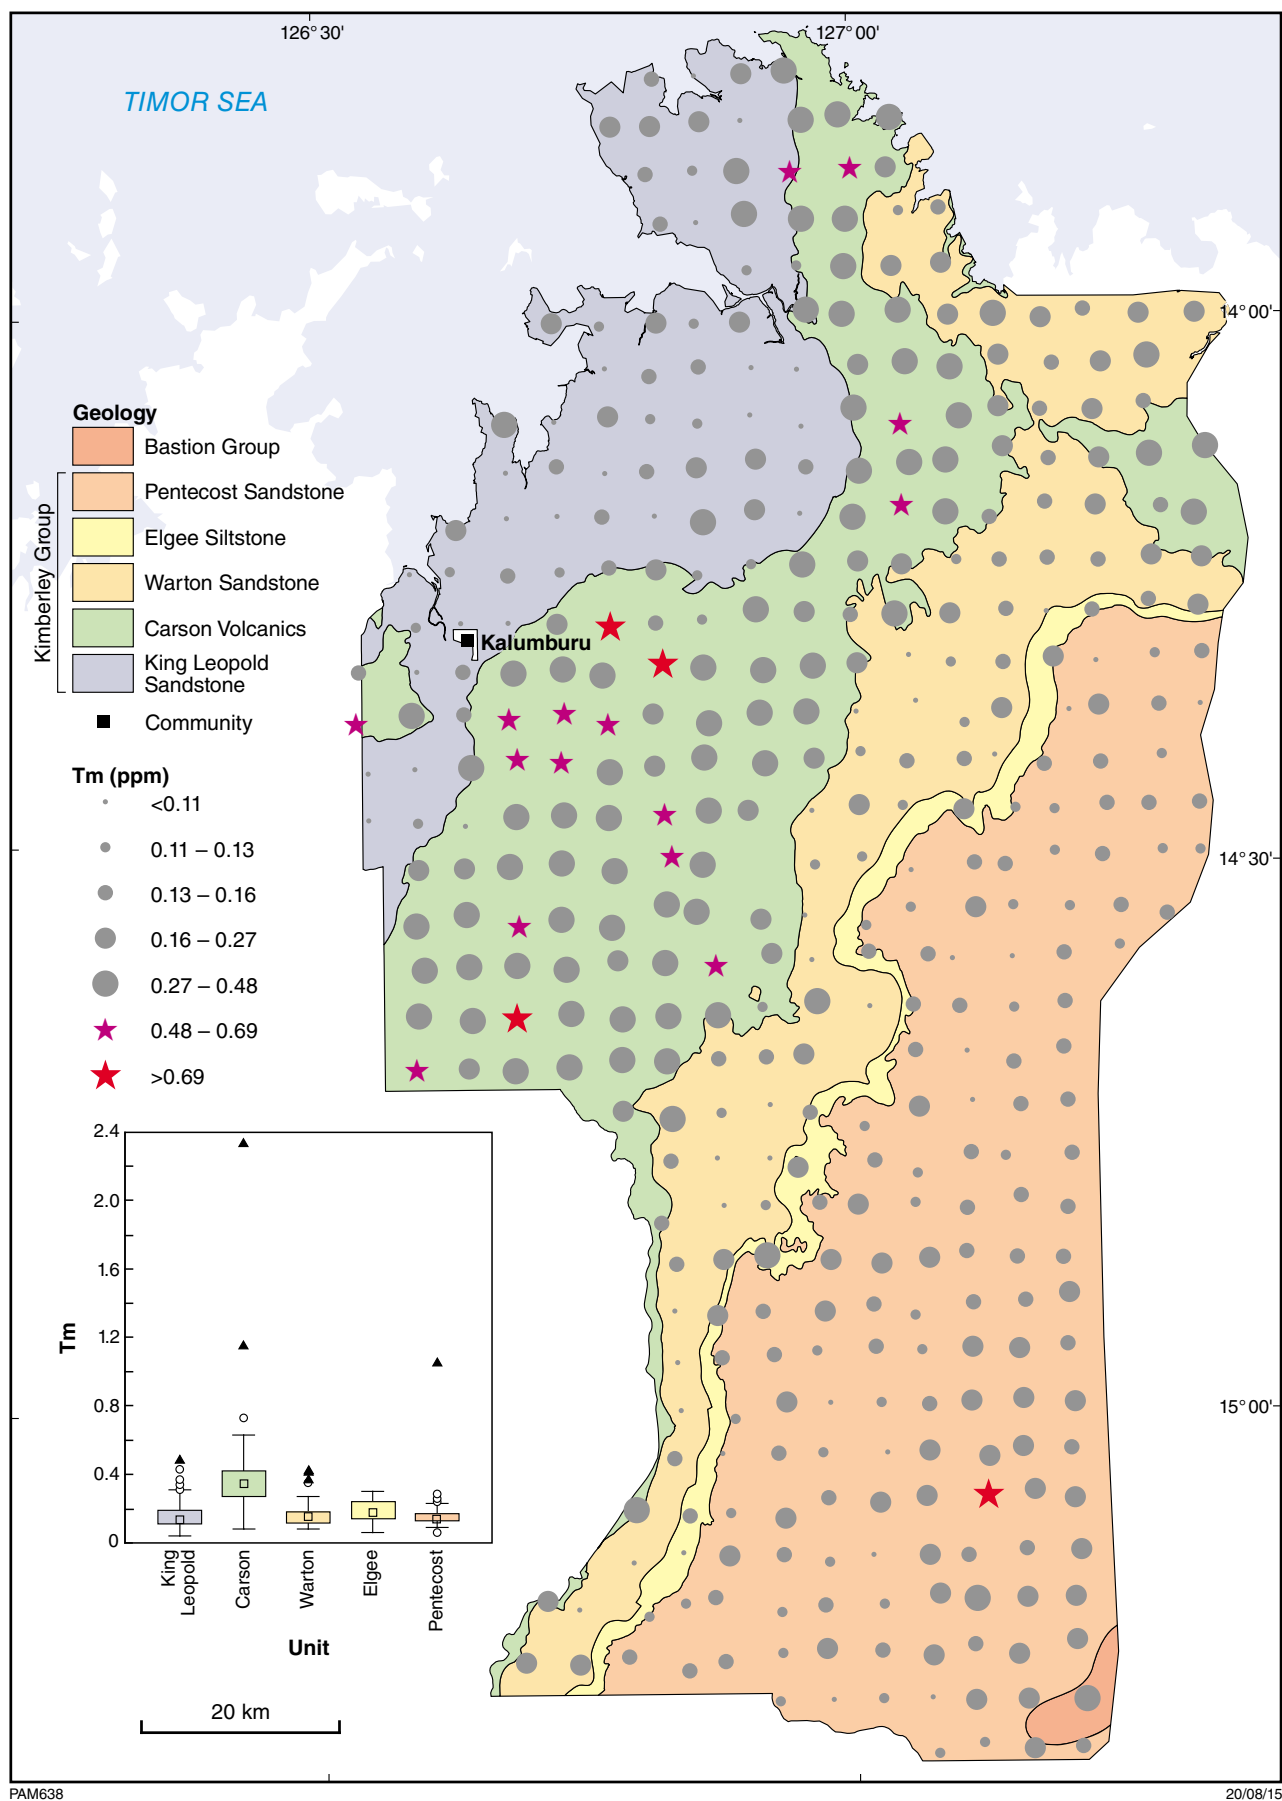 126° 30'
127° 00'
TIMOR SEA
14° 00'
Geology
Bastion Group
Kimberley Group
Pentecost Sandstone
Elgee Siltstone
Warton Sandstone
Carson Volcanics
King Leopold
Sandstone
Community
Kalumburu
Tm (ppm)
<0.11
0.11 – 0.13
0.13 – 0.16
0.16 – 0.27
0.27 – 0.48
0.48 – 0.69
>0.69
14° 30'
2.4
2.0
1.6
1.2
0.8
0.4
0
Tm
King
Leopold
Carson
Warton
Elgee
Pentecost
Unit
15° 00'
20 km
PAM638
20/08/15